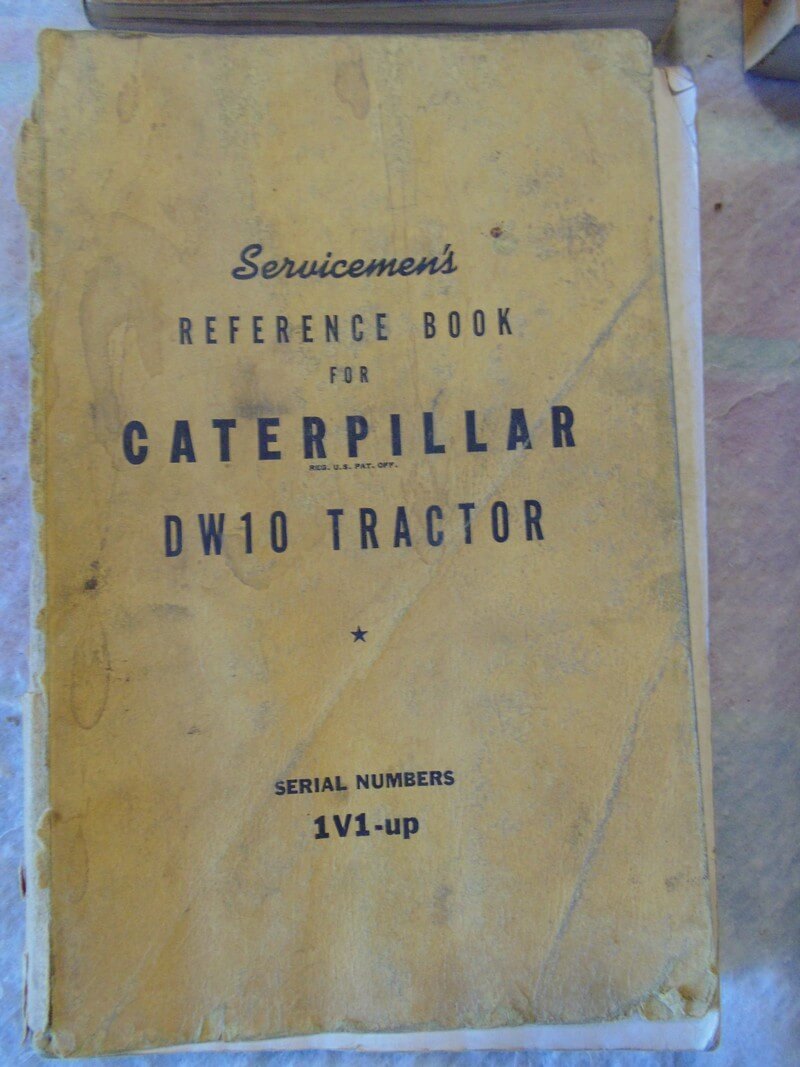 Servicemen's
REFERENCE BOOK
FOR
CATERPILLAR
REG. U.S. PAT. OFF.
DW10 TRACTOR
★
SERIAL NUMBERS
1V1-up